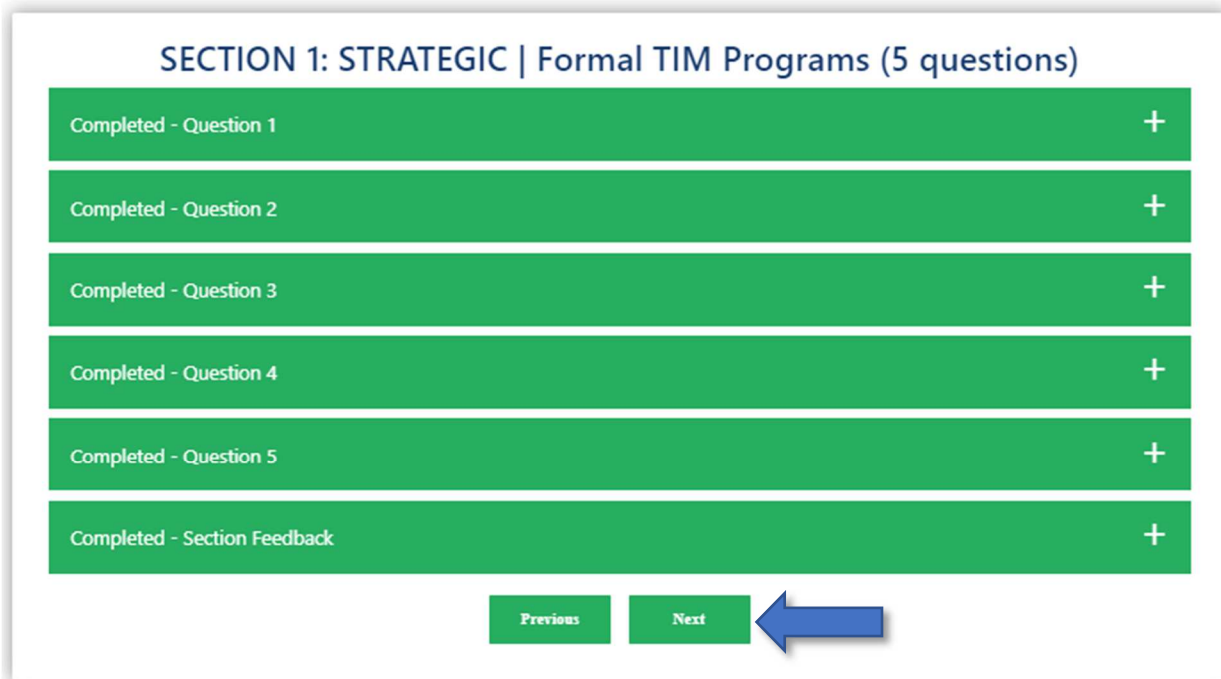 SECTION 1: STRATEGIC | Formal TIM Programs (5 questions)
Completed - Question 1 +
Completed - Question 2 +
Completed - Question 3 +
Completed - Question 4 +
Completed - Question 5 +
Completed - Section Feedback +
Previous Next